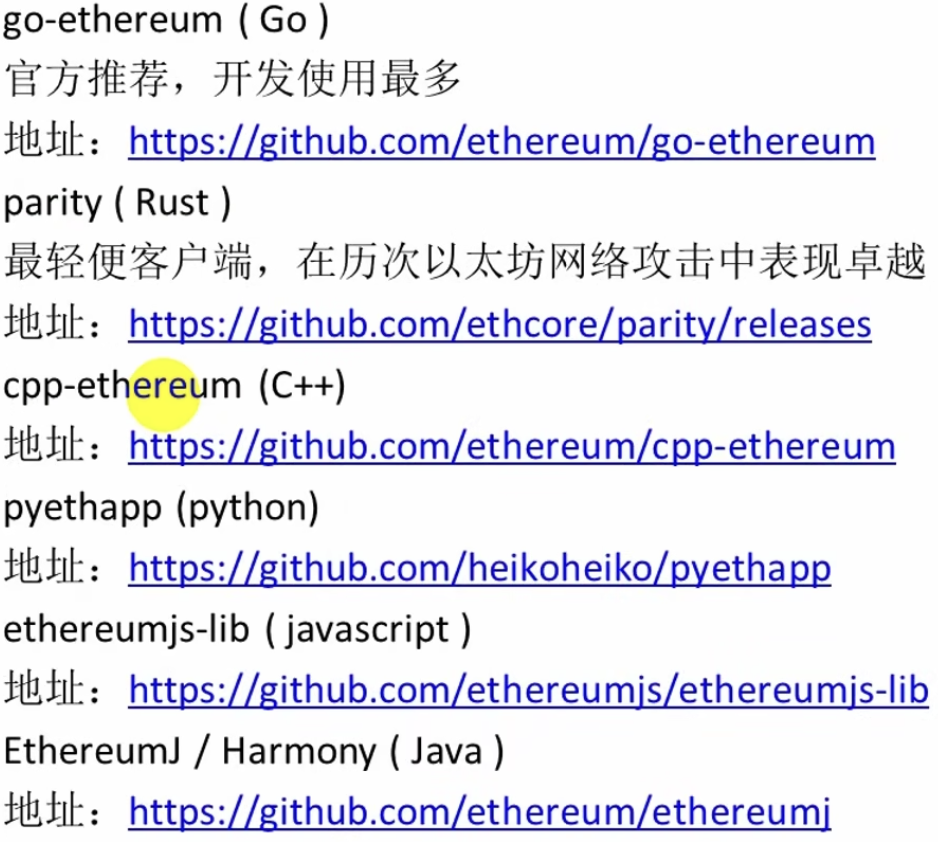 go-ethereum ( Go )
官方推荐，开发使用最多
地址：https://github.com/ethereum/go-ethereum
parity ( Rust )
最轻便客户端，在历次以太坊网络攻击中表现卓越
地址：https://github.com/ethcore/parity/releases
cpp-ethereum (C++)
地址：https://github.com/ethereum/cpp-ethereum
pyethapp (python)
地址：https://github.com/heikoheiko/pyethapp
ethereumjs-lib ( javascript )
地址：https://github.com/ethereumjs/ethereumjs-lib
EthereumJ / Harmony ( Java )
地址：https://github.com/ethereum/ethereumj